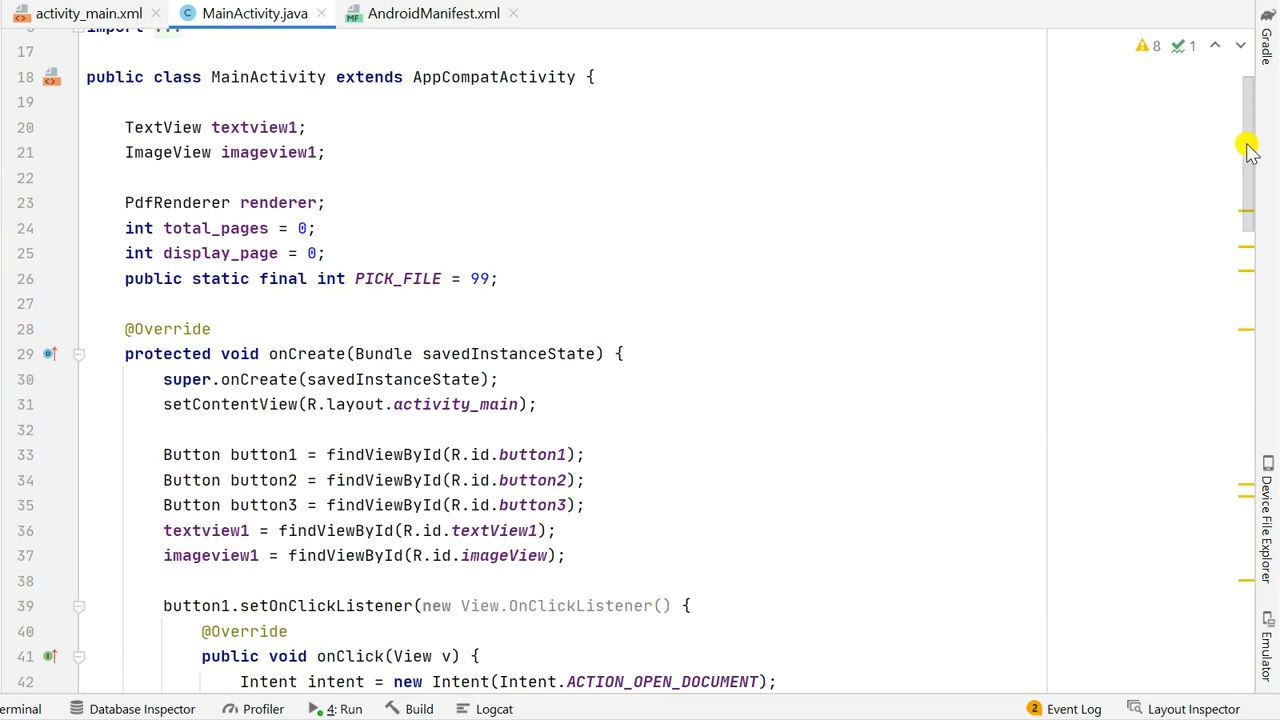 activity_main.xml MainActivity.java AndroidManifest.xml
import ...
17
18 public class MainActivity extends AppCompatActivity { 8 1
19
20 TextView textview1;
21 ImageView imageview1;
22
23 PdfRenderer renderer;
24 int total_pages = 0;
25 int display_page = 0;
26 public static final int PICK_FILE = 99;
27
28 @Override
29 protected void onCreate(Bundle savedInstanceState) {
30 super.onCreate(savedInstanceState);
31 setContentView(R.layout.activity_main);
32
33 Button button1 = findViewById(R.id.button1);
34 Button button2 = findViewById(R.id.button2);
35 Button button3 = findViewById(R.id.button3);
36 textview1 = findViewById(R.id.textView1);
37 imageview1 = findViewById(R.id.imageView);
38
39 button1.setOnClickListener(new View.OnClickListener() {
40 @Override
41 public void onClick(View v) {
42 Intent intent = new Intent(Intent.ACTION_OPEN_DOCUMENT);
erminal Database Inspector Profiler 4: Run Build Logcat 2 Event Log Layout Inspector
Gradle
Device File Explorer
Emulator